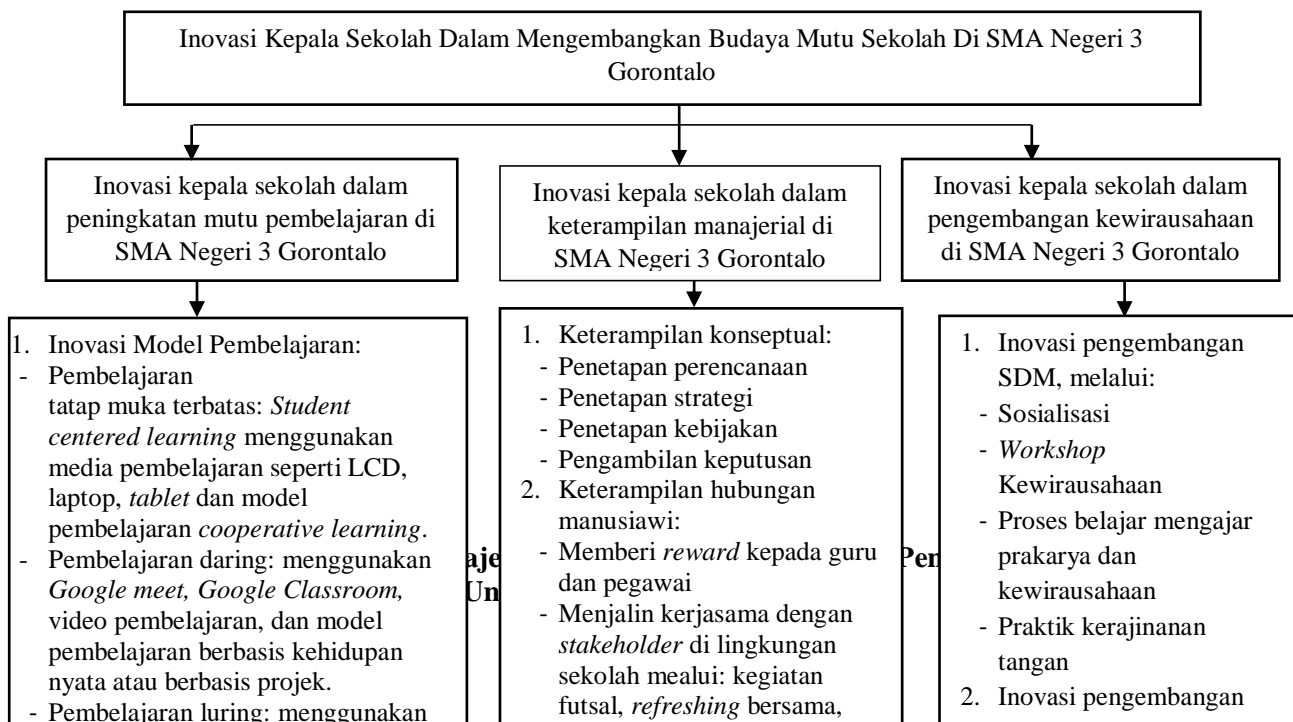 Inovasi Kepala Sekolah Dalam Mengembangkan Budaya Mutu Sekolah Di SMA Negeri 3
Gorontalo
Inovasi kepala sekolah dalam
peningkatan mutu pembelajaran di
SMA Negeri 3 Gorontalo
Inovasi kepala sekolah dalam
keterampilan manajerial di
SMA Negeri 3 Gorontalo
Inovasi kepala sekolah dalam
pengembangan kewirausahaan
di SMA Negeri 3 Gorontalo
1. Inovasi Model Pembelajaran:
- Pembelajaran
tatap muka terbatas: Student
centered learning menggunakan
media pembelajaran seperti LCD,
laptop, tablet dan model
pembelajaran cooperative learning.
- Pembelajaran daring: menggunakan
Google meet, Google Classroom,
video pembelajaran, dan model
pembelajaran berbasis kehidupan
nyata atau berbasis projek.
- Pembelajaran luring: menggunakan
1. Keterampilan konseptual:
- Penetapan perencanaan
- Penetapan strategi
- Penetapan kebijakan
- Pengambilan keputusan
2. Keterampilan hubungan
manusiawi:
- Memberi reward kepada guru
dan pegawai
- Menjalin kerjasama dengan
stakeholder di lingkungan
sekolah mealui: kegiatan
futsal, refreshing bersama,
1. Inovasi pengembangan
SDM, melalui:
- Sosialisasi
- Workshop
Kewirausahaan
- Proses belajar mengajar
prakarya dan
kewirausahaan
- Praktik kerajinanan
tangan
2. Inovasi pengembangan